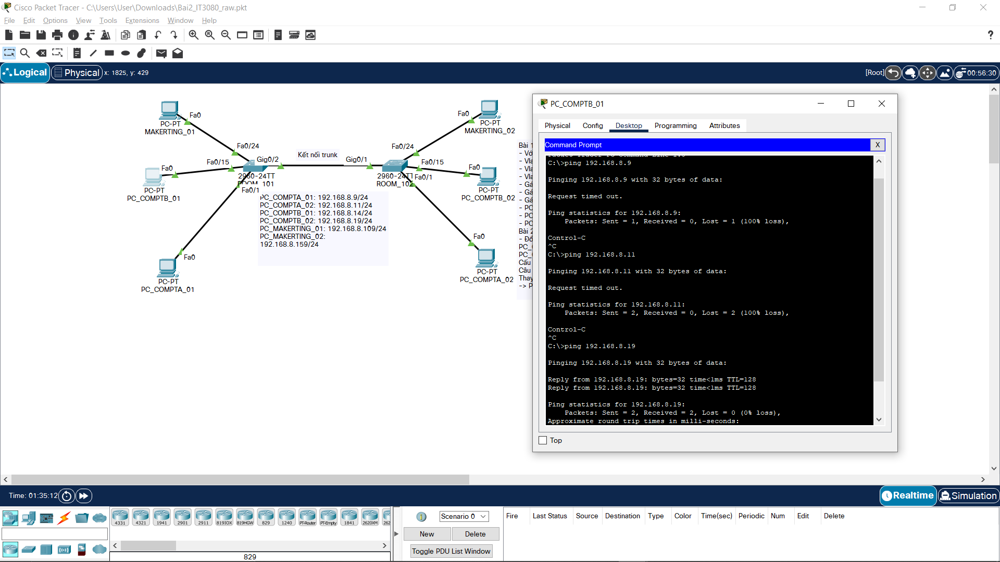 Cisco Packet Tracer - C:\Users\User\Downloads\Bai2_IT3080_raw.pkt
File Edit Options View Tools Extensions Window Help
Logical Physical x: 1825, y: 429
[Root] 00:56:30
Fa0
PC-PT
MAKERTING_01
Fa0/24
Fa0/15
Fa0
PC-PT
PC_COMPTB_01
Gig0/2
2960-24TT
ROOM_101
Fa0/1
Fa0
PC-PT
PC_COMPTA_01
Kết nối trunk
Gig0/1
Fa0/24
Fa0
PC-PT
MAKERTING_02
Fa0/15
Fa0
PC-PT
PC_COMPTB_02
2960-24TT
ROOM_102
Fa0/1
Fa0
PC-PT
PC_COMPTA_02
PC_COMPTA_01: 192.168.8.9/24
PC_COMPTA_02: 192.168.8.11/24
PC_COMPTB_01: 192.168.8.14/24
PC_COMPTB_02: 192.168.8.19/24
PC_MAKERTING_01: 192.168.8.109/24
PC_MAKERTING_02:
192.168.8.159/24
Bài 1
- Vớ
- Vla
- Vla
- Vla
- Gá
- Gá
- Gá
- PC
- PC
- PC
Bài 2
- Đổ
PC_
PC_
Cấu
Câu
Thay
-> P
PC_COMPTB_01
Physical Config Desktop Programming Attributes
Command Prompt X
Packet Tracer PC Command Line 1.0
C:\>ping 192.168.8.9
Pinging 192.168.8.9 with 32 bytes of data:
Request timed out.
Ping statistics for 192.168.8.9:
Packets: Sent = 1, Received = 0, Lost = 1 (100% loss),
Control-C
^C
C:\>ping 192.168.8.11
Pinging 192.168.8.11 with 32 bytes of data:
Request timed out.
Ping statistics for 192.168.8.11:
Packets: Sent = 2, Received = 0, Lost = 2 (100% loss),
Control-C
^C
C:\>ping 192.168.8.19
Pinging 192.168.8.19 with 32 bytes of data:
Reply from 192.168.8.19: bytes=32 time<1ms TTL=128
Reply from 192.168.8.19: bytes=32 time<1ms TTL=128
Ping statistics for 192.168.8.19:
Packets: Sent = 2, Received = 2, Lost = 0 (0% loss),
Approximate round trip times in milli-seconds:
Top
Time: 01:35:12
Realtime Simulation
4331 4321 1941 2901 2911 819IOX 819HGW 829 1240 PT-Router PT-Empty 1841 2620XM 262
829
Scenario 0
New Delete
Toggle PDU List Window
Fire Last Status Source Destination Type Color Time(sec) Periodic Num Edit Delete